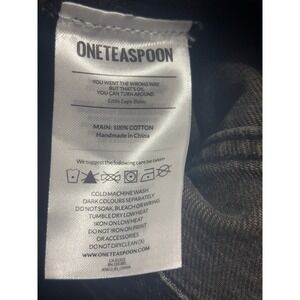 ONETEASPOON
YOU WENT THE WRONG WAY
BUT THAT'S OK,
YOU CAN TURN AROUND
MAIN: 100% COTTON
Handmade in China
We suggest the following care for
COLD MACHINE WASH
DARK COLOURS SEPARATELY
DO NOT SOAK, BLEACH OR WRING
TUMBLE DRY LOW HEAT
IRON ON LOW HEAT
DO NOT IRON ON PRINT
OR ACCESSORIES
DO NOT DRYCLEAN (X)
WWW.ONETEASPOON.COM